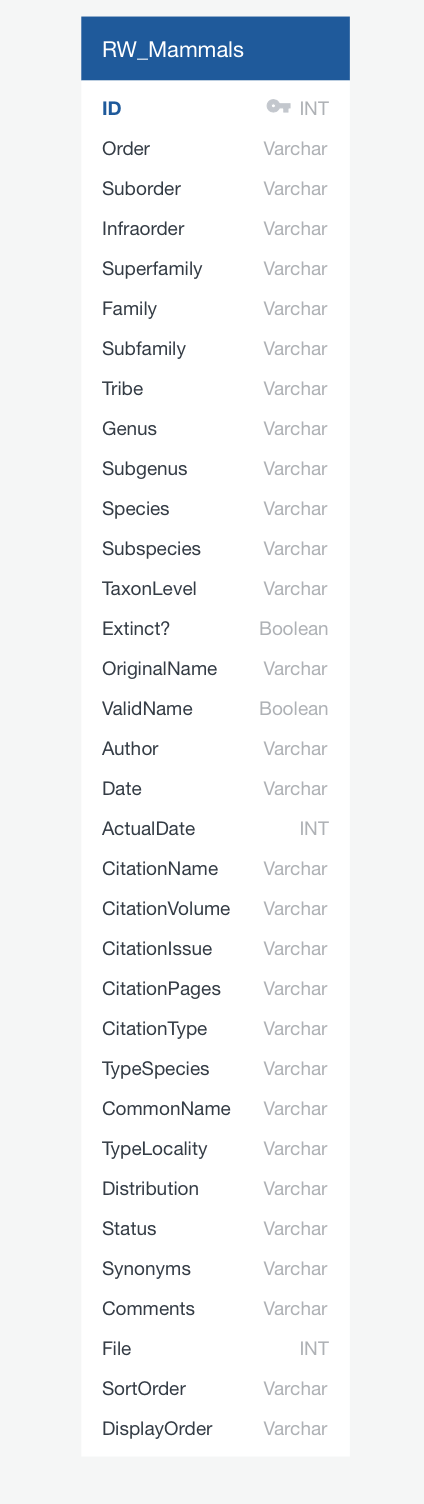 RW_Mammals
ID INT
Order Varchar
Suborder Varchar
Infraorder Varchar
Superfamily Varchar
Family Varchar
Subfamily Varchar
Tribe Varchar
Genus Varchar
Subgenus Varchar
Species Varchar
Subspecies Varchar
TaxonLevel Varchar
Extinct? Boolean
OriginalName Varchar
ValidName Boolean
Author Varchar
Date Varchar
ActualDate INT
CitationName Varchar
CitationVolume Varchar
CitationIssue Varchar
CitationPages Varchar
CitationType Varchar
TypeSpecies Varchar
CommonName Varchar
TypeLocality Varchar
Distribution Varchar
Status Varchar
Synonyms Varchar
Comments Varchar
File INT
SortOrder Varchar
DisplayOrder Varchar